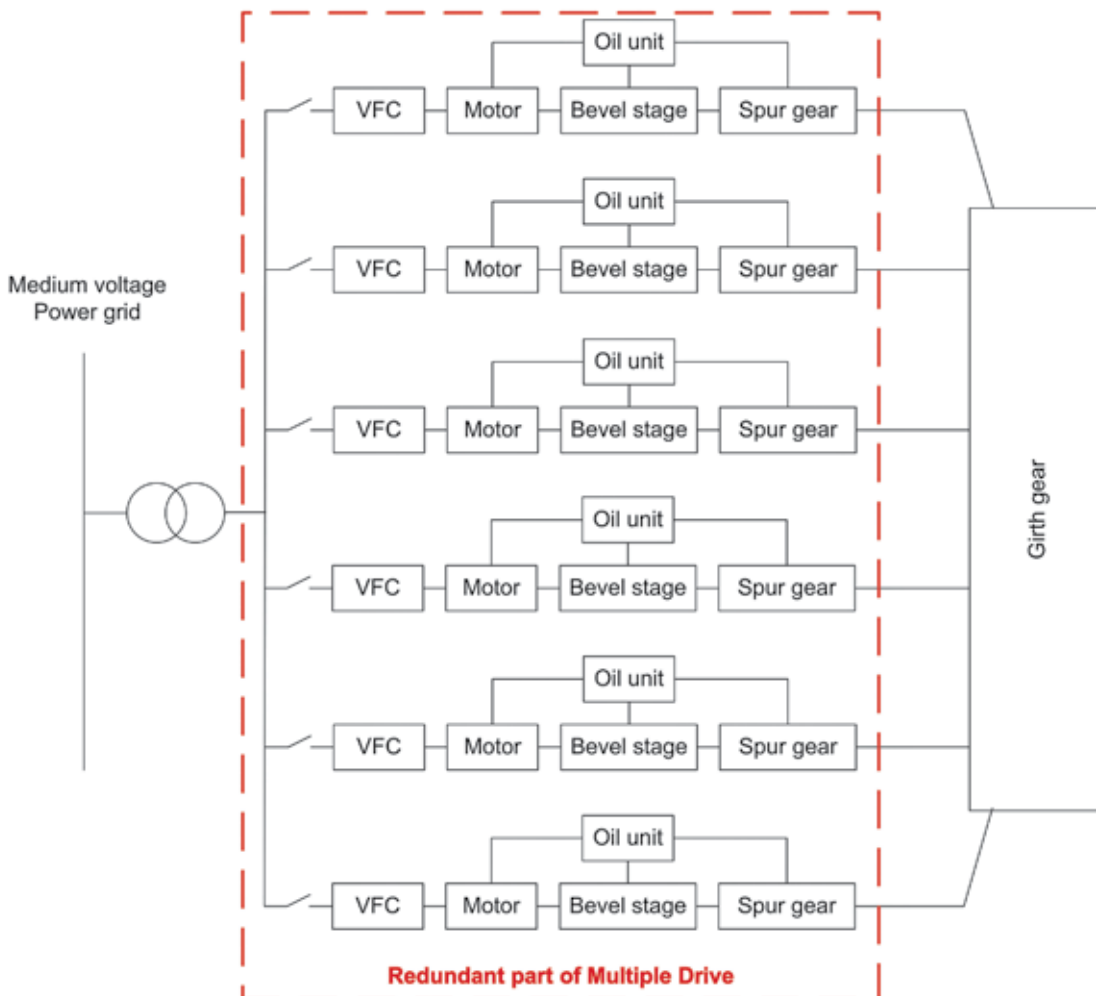 Oil unit
VFC
Motor
Bevel stage
Spur gear
Oil unit
VFC
Motor
Bevel stage
Spur gear
Medium voltage
Power grid
Oil unit
VFC
Motor
Bevel stage
Spur gear
Girth gear
Oil unit
VFC
Motor
Bevel stage
Spur gear
Oil unit
VFC
Motor
Bevel stage
Spur gear
Oil unit
VFC
Motor
Bevel stage
Spur gear
Redundant part of Multiple Drive